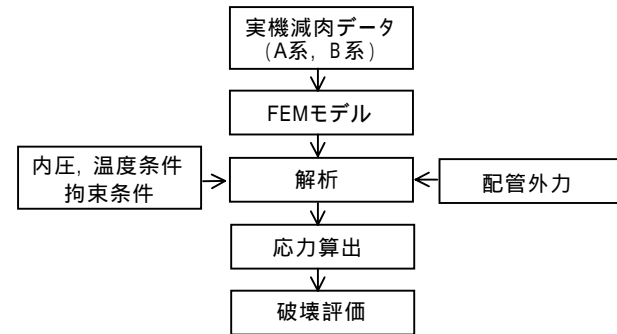 実機減肉データ
(A系, B系)
FEMモデル
内圧, 温度条件
拘束条件
解析
配管外力
応力算出
破壊評価